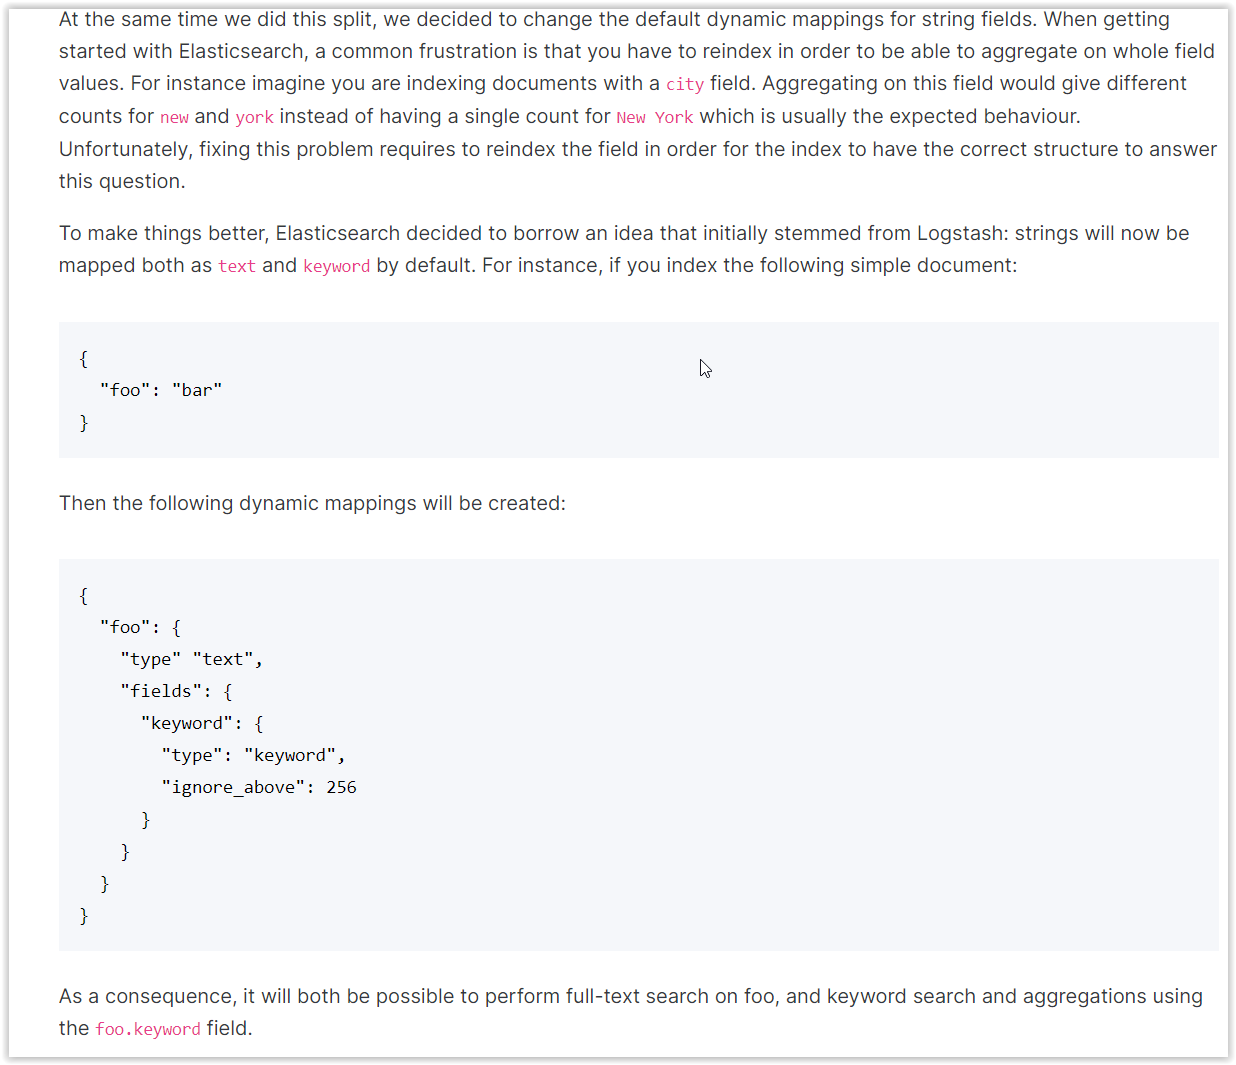 At the same time we did this split, we decided to change the default dynamic mappings for string fields. When getting
started with Elasticsearch, a common frustration is that you have to reindex in order to be able to aggregate on whole field
values. For instance imagine you are indexing documents with a city field. Aggregating on this field would give different
counts for new and york instead of having a single count for New York which is usually the expected behaviour.
Unfortunately, fixing this problem requires to reindex the field in order for the index to have the correct structure to answer
this question.
To make things better, Elasticsearch decided to borrow an idea that initially stemmed from Logstash: strings will now be
mapped both as text and keyword by default. For instance, if you index the following simple document:
{
  "foo": "bar"
}
Then the following dynamic mappings will be created:
{
  "foo": {
    "type" "text",
    "fields": {
      "keyword": {
        "type": "keyword",
        "ignore_above": 256
      }
    }
  }
}
As a consequence, it will both be possible to perform full-text search on foo, and keyword search and aggregations using
the foo.keyword field.